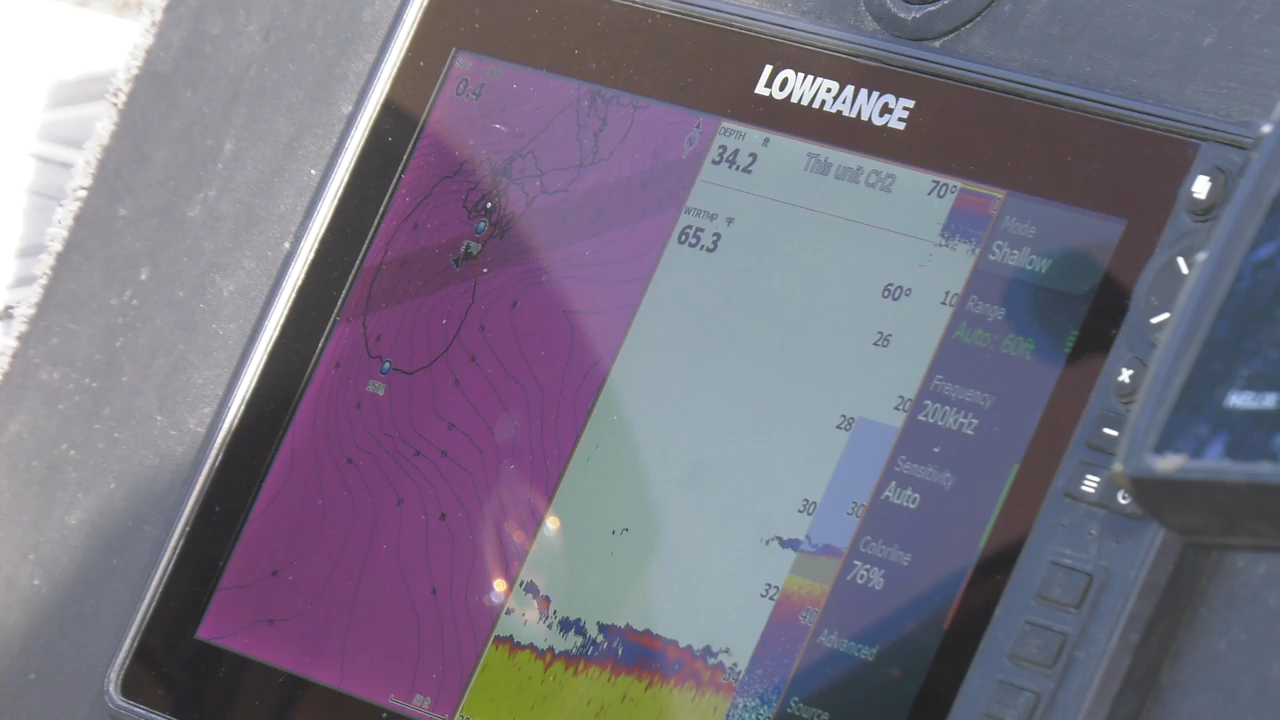 LOWRANCE
0.4
DEPTH ft
34.2
This unit CH2
70°
WTRTMP °F
65.3
60°
10
26
20
28
30
30
32
34
Mode
Shallow
Range
Auto: 60ft
Frequency
200kHz
Sensitivity
Auto
Colorline
76%
Advanced
Source